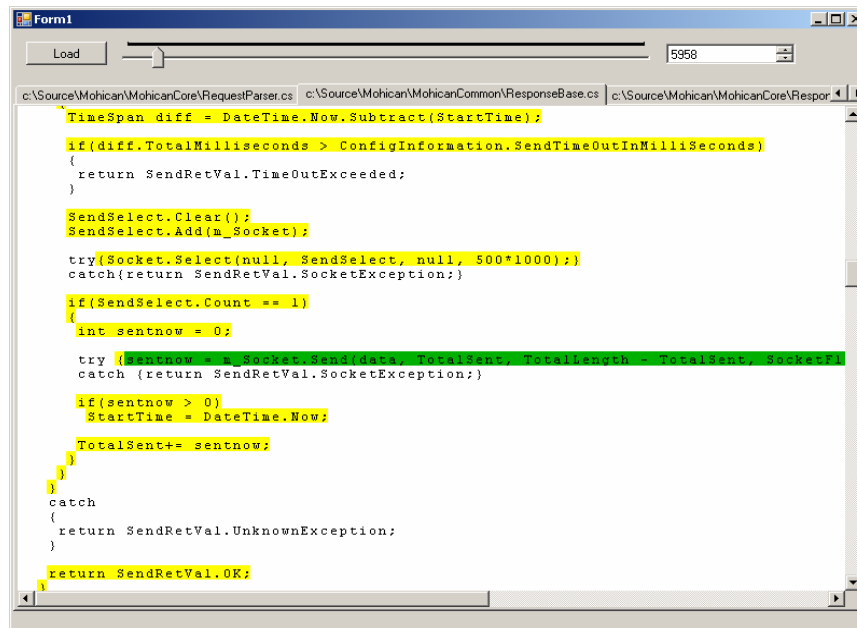 Form1
Load
5958
c:\Source\Mohican\MohicanCore\RequestParser.cs
c:\Source\Mohican\MohicanCommon\ResponseBase.cs
c:\Source\Mohican\MohicanCore\Respor
{
TimeSpan diff = DateTime.Now.Subtract(StartTime);
if(diff.TotalMilliseconds > ConfigInformation.SendTimeOutInMilliSeconds)
{
return SendRetVal.TimeOutExceeded;
}
SendSelect.Clear();
SendSelect.Add(m_Socket);
try{Socket.Select(null, SendSelect, null, 500*1000);}
catch{return SendRetVal.SocketException;}
if(SendSelect.Count == 1)
{
int sentnow = 0;
try {sentnow = m_Socket.Send(data, TotalSent, TotalLength - TotalSent, SocketFl
catch {return SendRetVal.SocketException;}
if(sentnow > 0)
StartTime = DateTime.Now;
TotalSent+= sentnow;
}
}
}
catch
{
return SendRetVal.UnknownException;
}
return SendRetVal.OK;
}